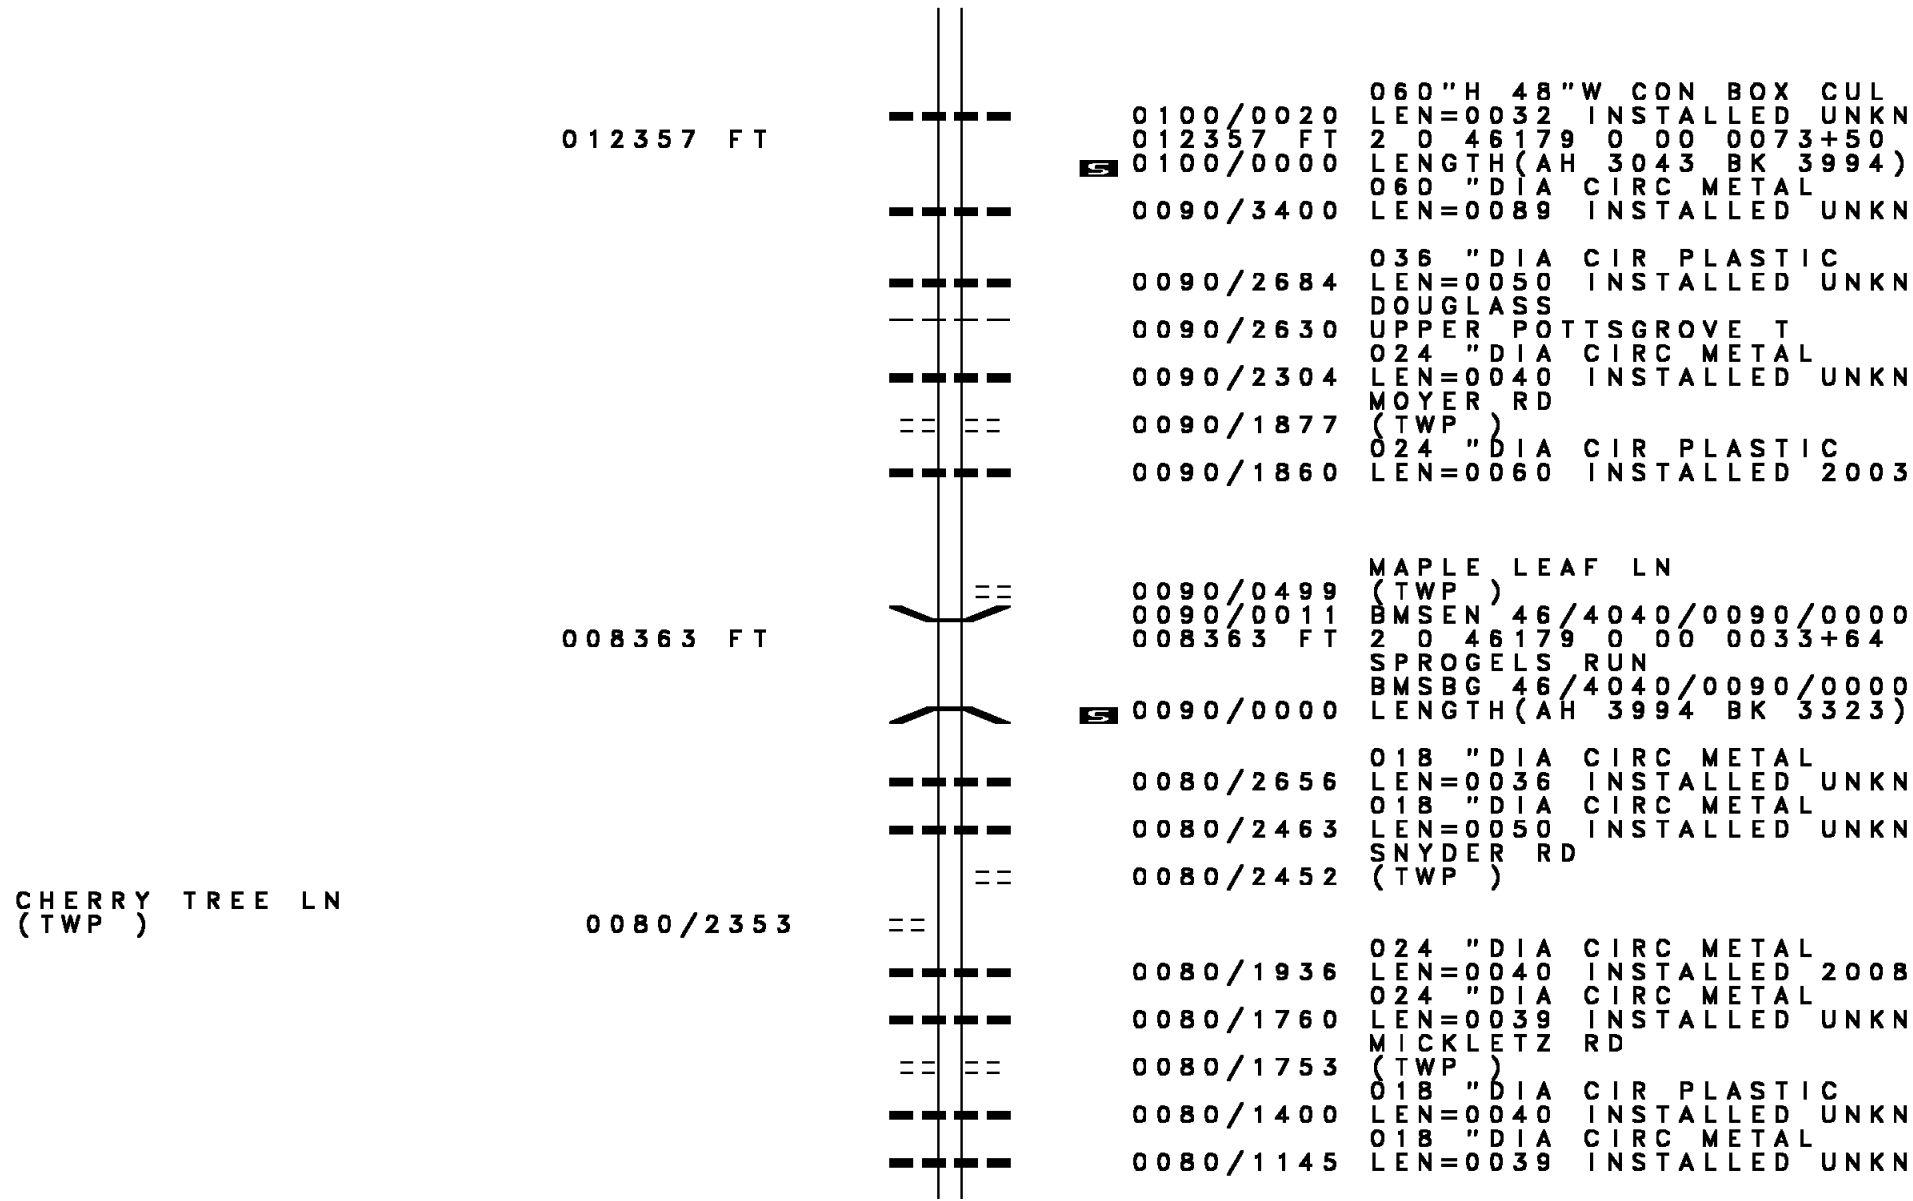 060"H 48"W CON BOX CUL
0100/0020 LEN=0032 INSTALLED UNKN
012357 FT 012357 FT 2 0 46179 0 00 0073+50
S 0100/0000 LENGTH(AH 3043 BK 3994)
060 "DIA CIRC METAL
0090/3400 LEN=0089 INSTALLED UNKN
036 "DIA CIR PLASTIC
0090/2684 LEN=0050 INSTALLED UNKN
DOUGLASS
0090/2630 UPPER POTTSGROVE T
024 "DIA CIRC METAL
0090/2304 LEN=0040 INSTALLED UNKN
MOYER RD
0090/1877 (TWP )
024 "DIA CIR PLASTIC
0090/1860 LEN=0060 INSTALLED 2003
MAPLE LEAF LN
0090/0499 (TWP )
0090/0011 BMSEN 46/4040/0090/0000
008363 FT 008363 FT 2 0 46179 0 00 0033+64
SPROGELS RUN
BMSBG 46/4040/0090/0000
S 0090/0000 LENGTH(AH 3994 BK 3323)
018 "DIA CIRC METAL
0080/2656 LEN=0036 INSTALLED UNKN
018 "DIA CIRC METAL
0080/2463 LEN=0050 INSTALLED UNKN
SNYDER RD
0080/2452 (TWP )
CHERRY TREE LN
(TWP ) 0080/2353
024 "DIA CIRC METAL
0080/1936 LEN=0040 INSTALLED 2008
024 "DIA CIRC METAL
0080/1760 LEN=0039 INSTALLED UNKN
MICKLETZ RD
0080/1753 (TWP )
018 "DIA CIR PLASTIC
0080/1400 LEN=0040 INSTALLED UNKN
018 "DIA CIRC METAL
0080/1145 LEN=0039 INSTALLED UNKN